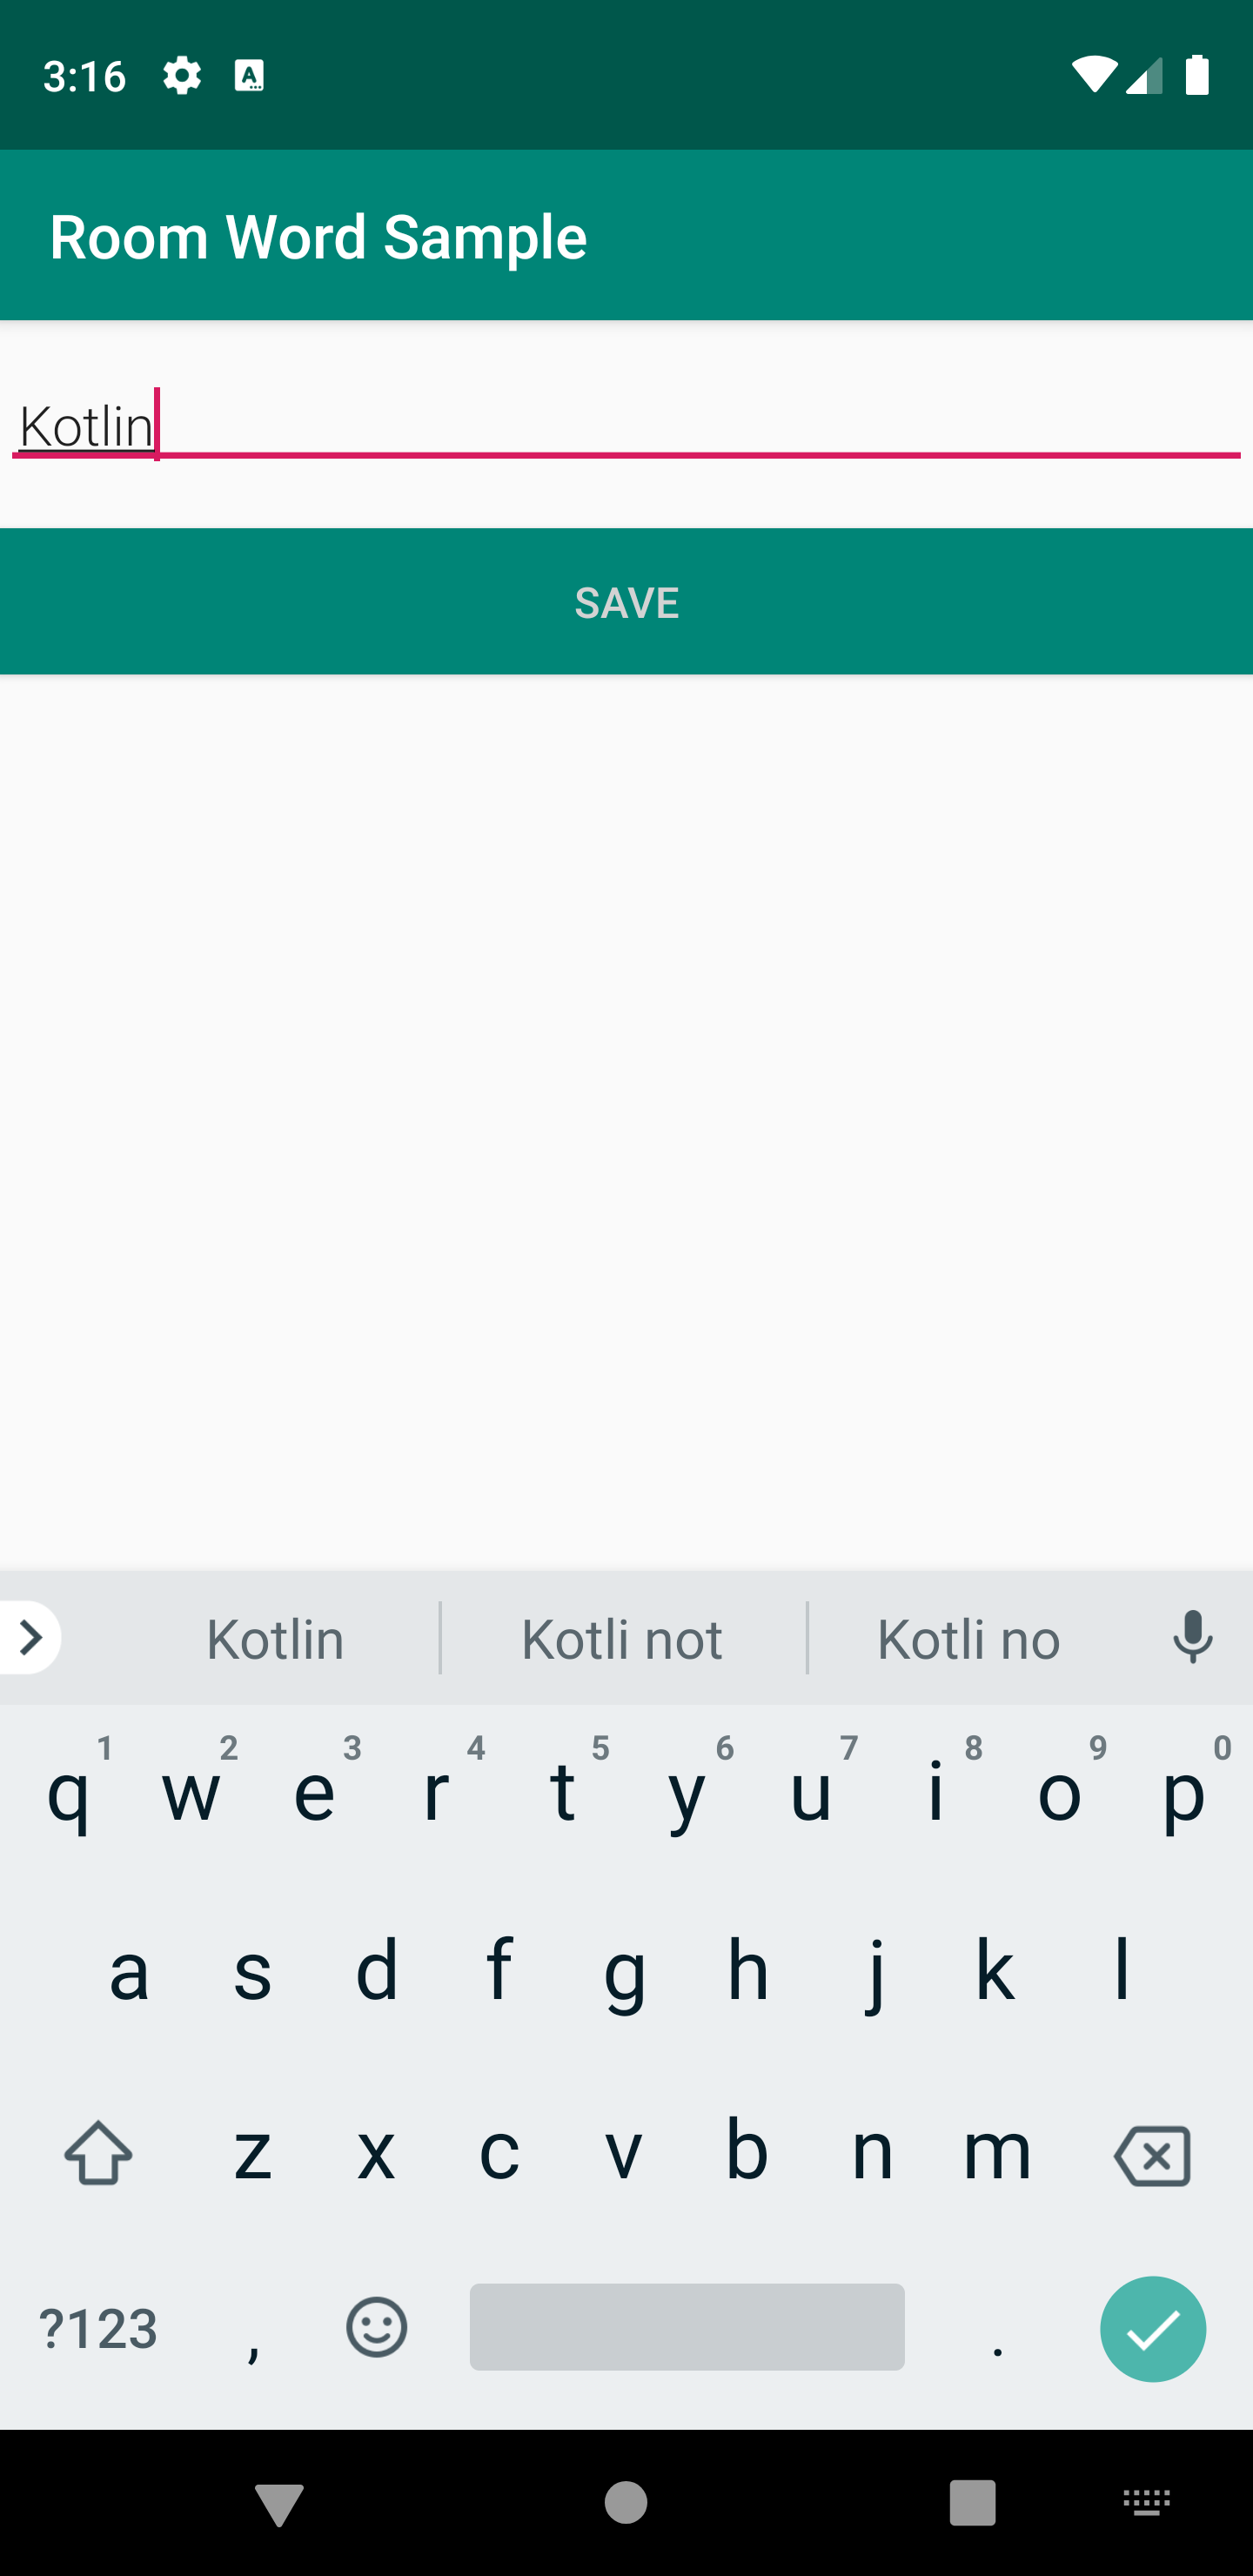 3:16
Room Word Sample
Kotlin
SAVE
Kotlin Kotli not Kotli no
1 2 3 4 5 6 7 8 9 0
q w e r t y u i o p
a s d f g h j k l
z x c v b n m
?123 , .